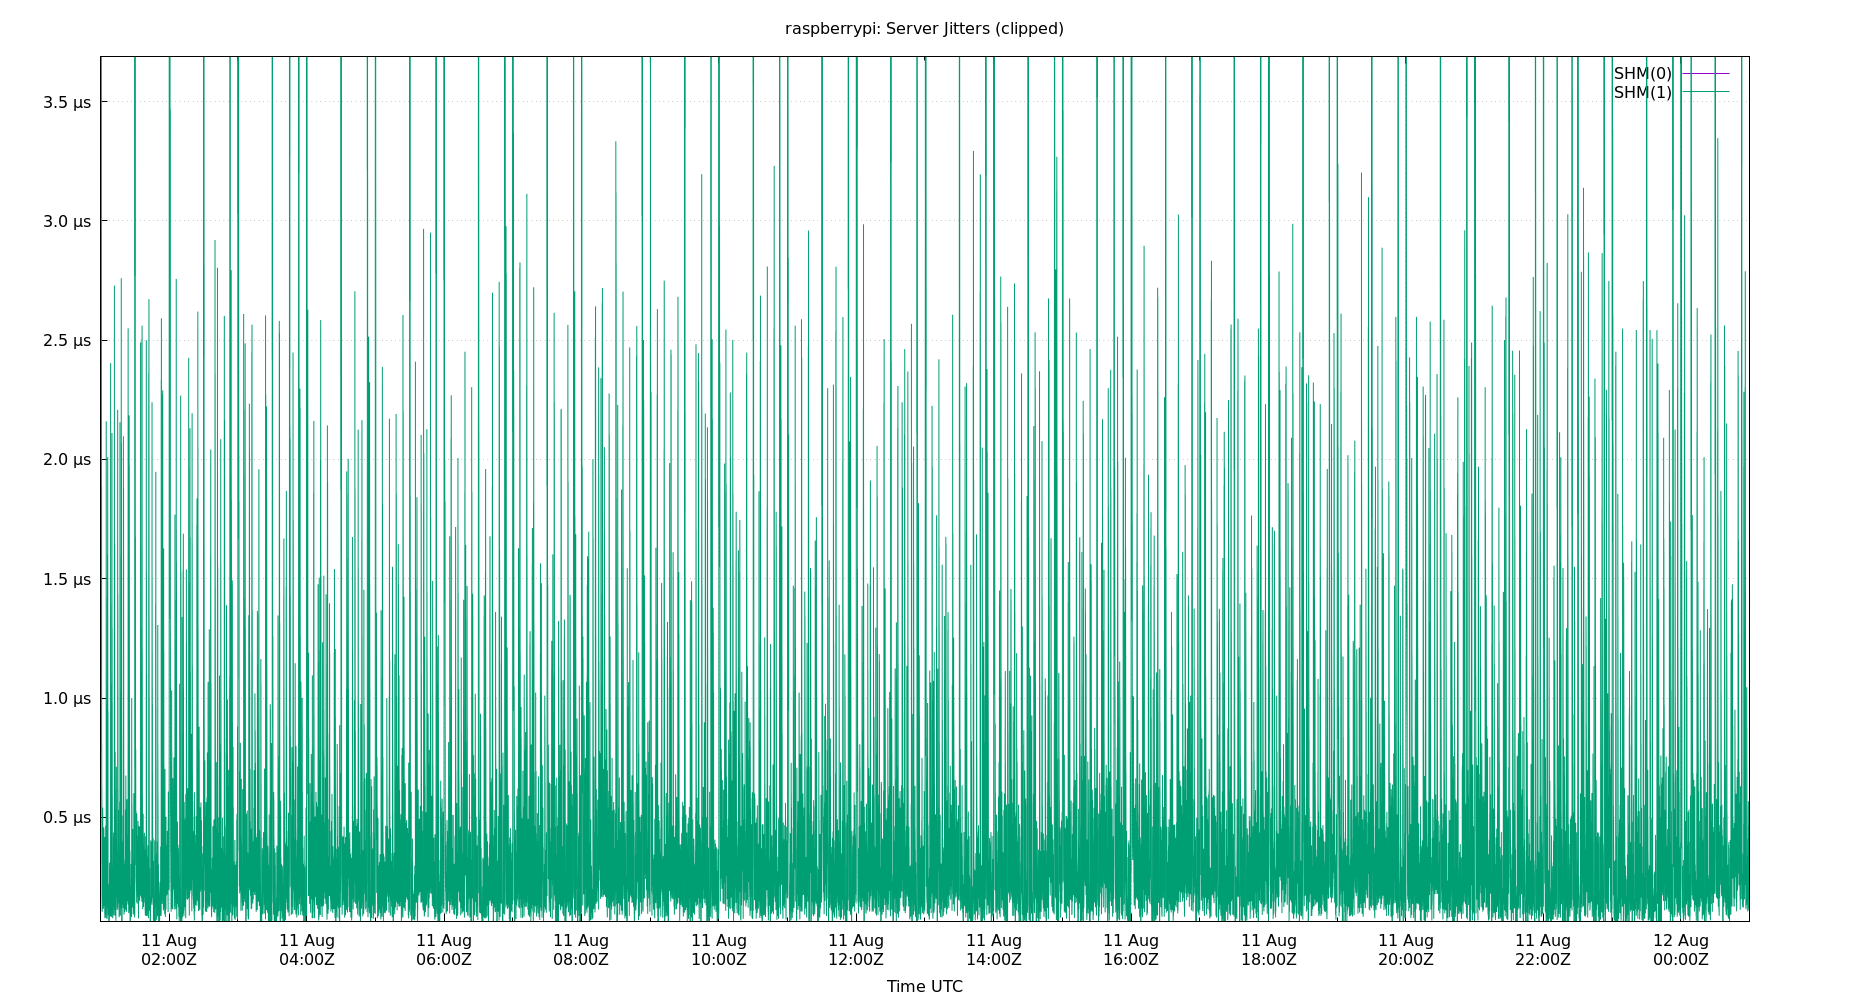 raspberrypi: Server Jitters (clipped)
SHM(0)
SHM(1)
3.5 µs
3.0 µs
2.5 µs
2.0 µs
1.5 µs
1.0 µs
0.5 µs
11 Aug 11 Aug 11 Aug 11 Aug 11 Aug 11 Aug 11 Aug 11 Aug 11 Aug 11 Aug 11 Aug 12 Aug
02:00Z 04:00Z 06:00Z 08:00Z 10:00Z 12:00Z 14:00Z 16:00Z 18:00Z 20:00Z 22:00Z 00:00Z
Time UTC